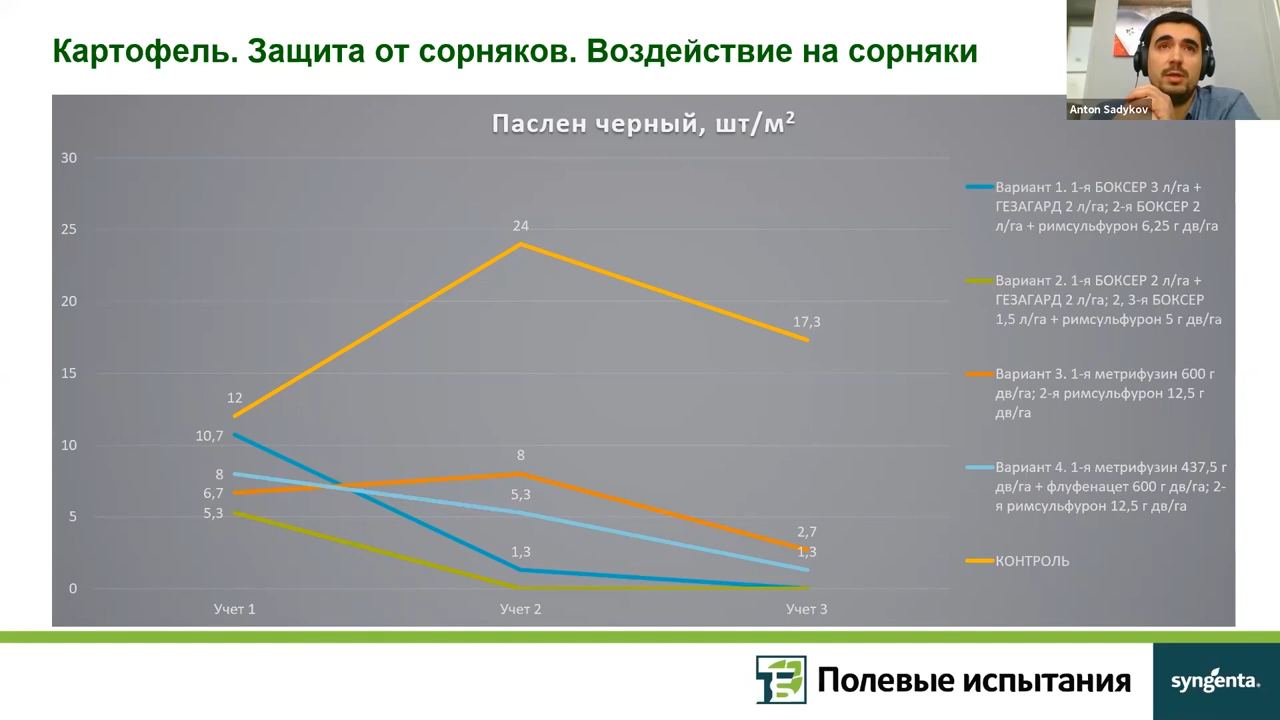 Картофель. Защита от сорняков. Воздействие на сорняки
Anton Sadykov
Паслен черный, шт/м²
30
25
20
15
10
5
0
24
17,3
12
10,7
8
6,7
5,3
8
5,3
1,3
2,7
1,3
Учет 1
Учет 2
Учет 3
Вариант 1. 1-я БОКСЕР 3 л/га +
ГЕЗАГАРД 2 л/га; 2-я БОКСЕР 2
л/га + римсульфурон 6,25 г дв/га
Вариант 2. 1-я БОКСЕР 2 л/га +
ГЕЗАГАРД 2 л/га; 2, 3-я БОКСЕР
1,5 л/га + римсульфурон 5 г дв/га
Вариант 3. 1-я метрифузин 600 г
дв/га; 2-я римсульфурон 12,5 г
дв/га
Вариант 4. 1-я метрифузин 437,5 г
дв/га + флуфенацет 600 г дв/га; 2-
я римсульфурон 12,5 г дв/га
КОНТРОЛЬ
Полевые испытания
syngenta.